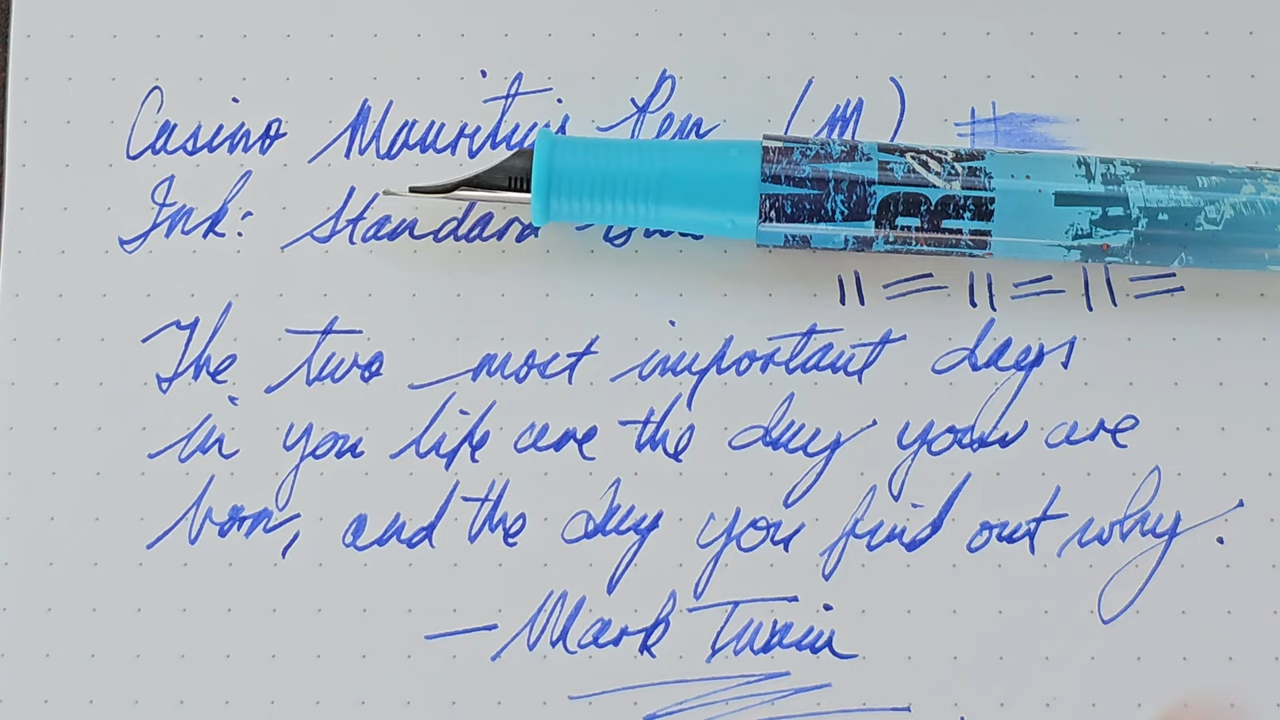 Casino Mauritius Pen (M)
Ink: Standard Blue
The two most important days
in you life are the day you are
born, and the day you find out why.
— Mark Twain